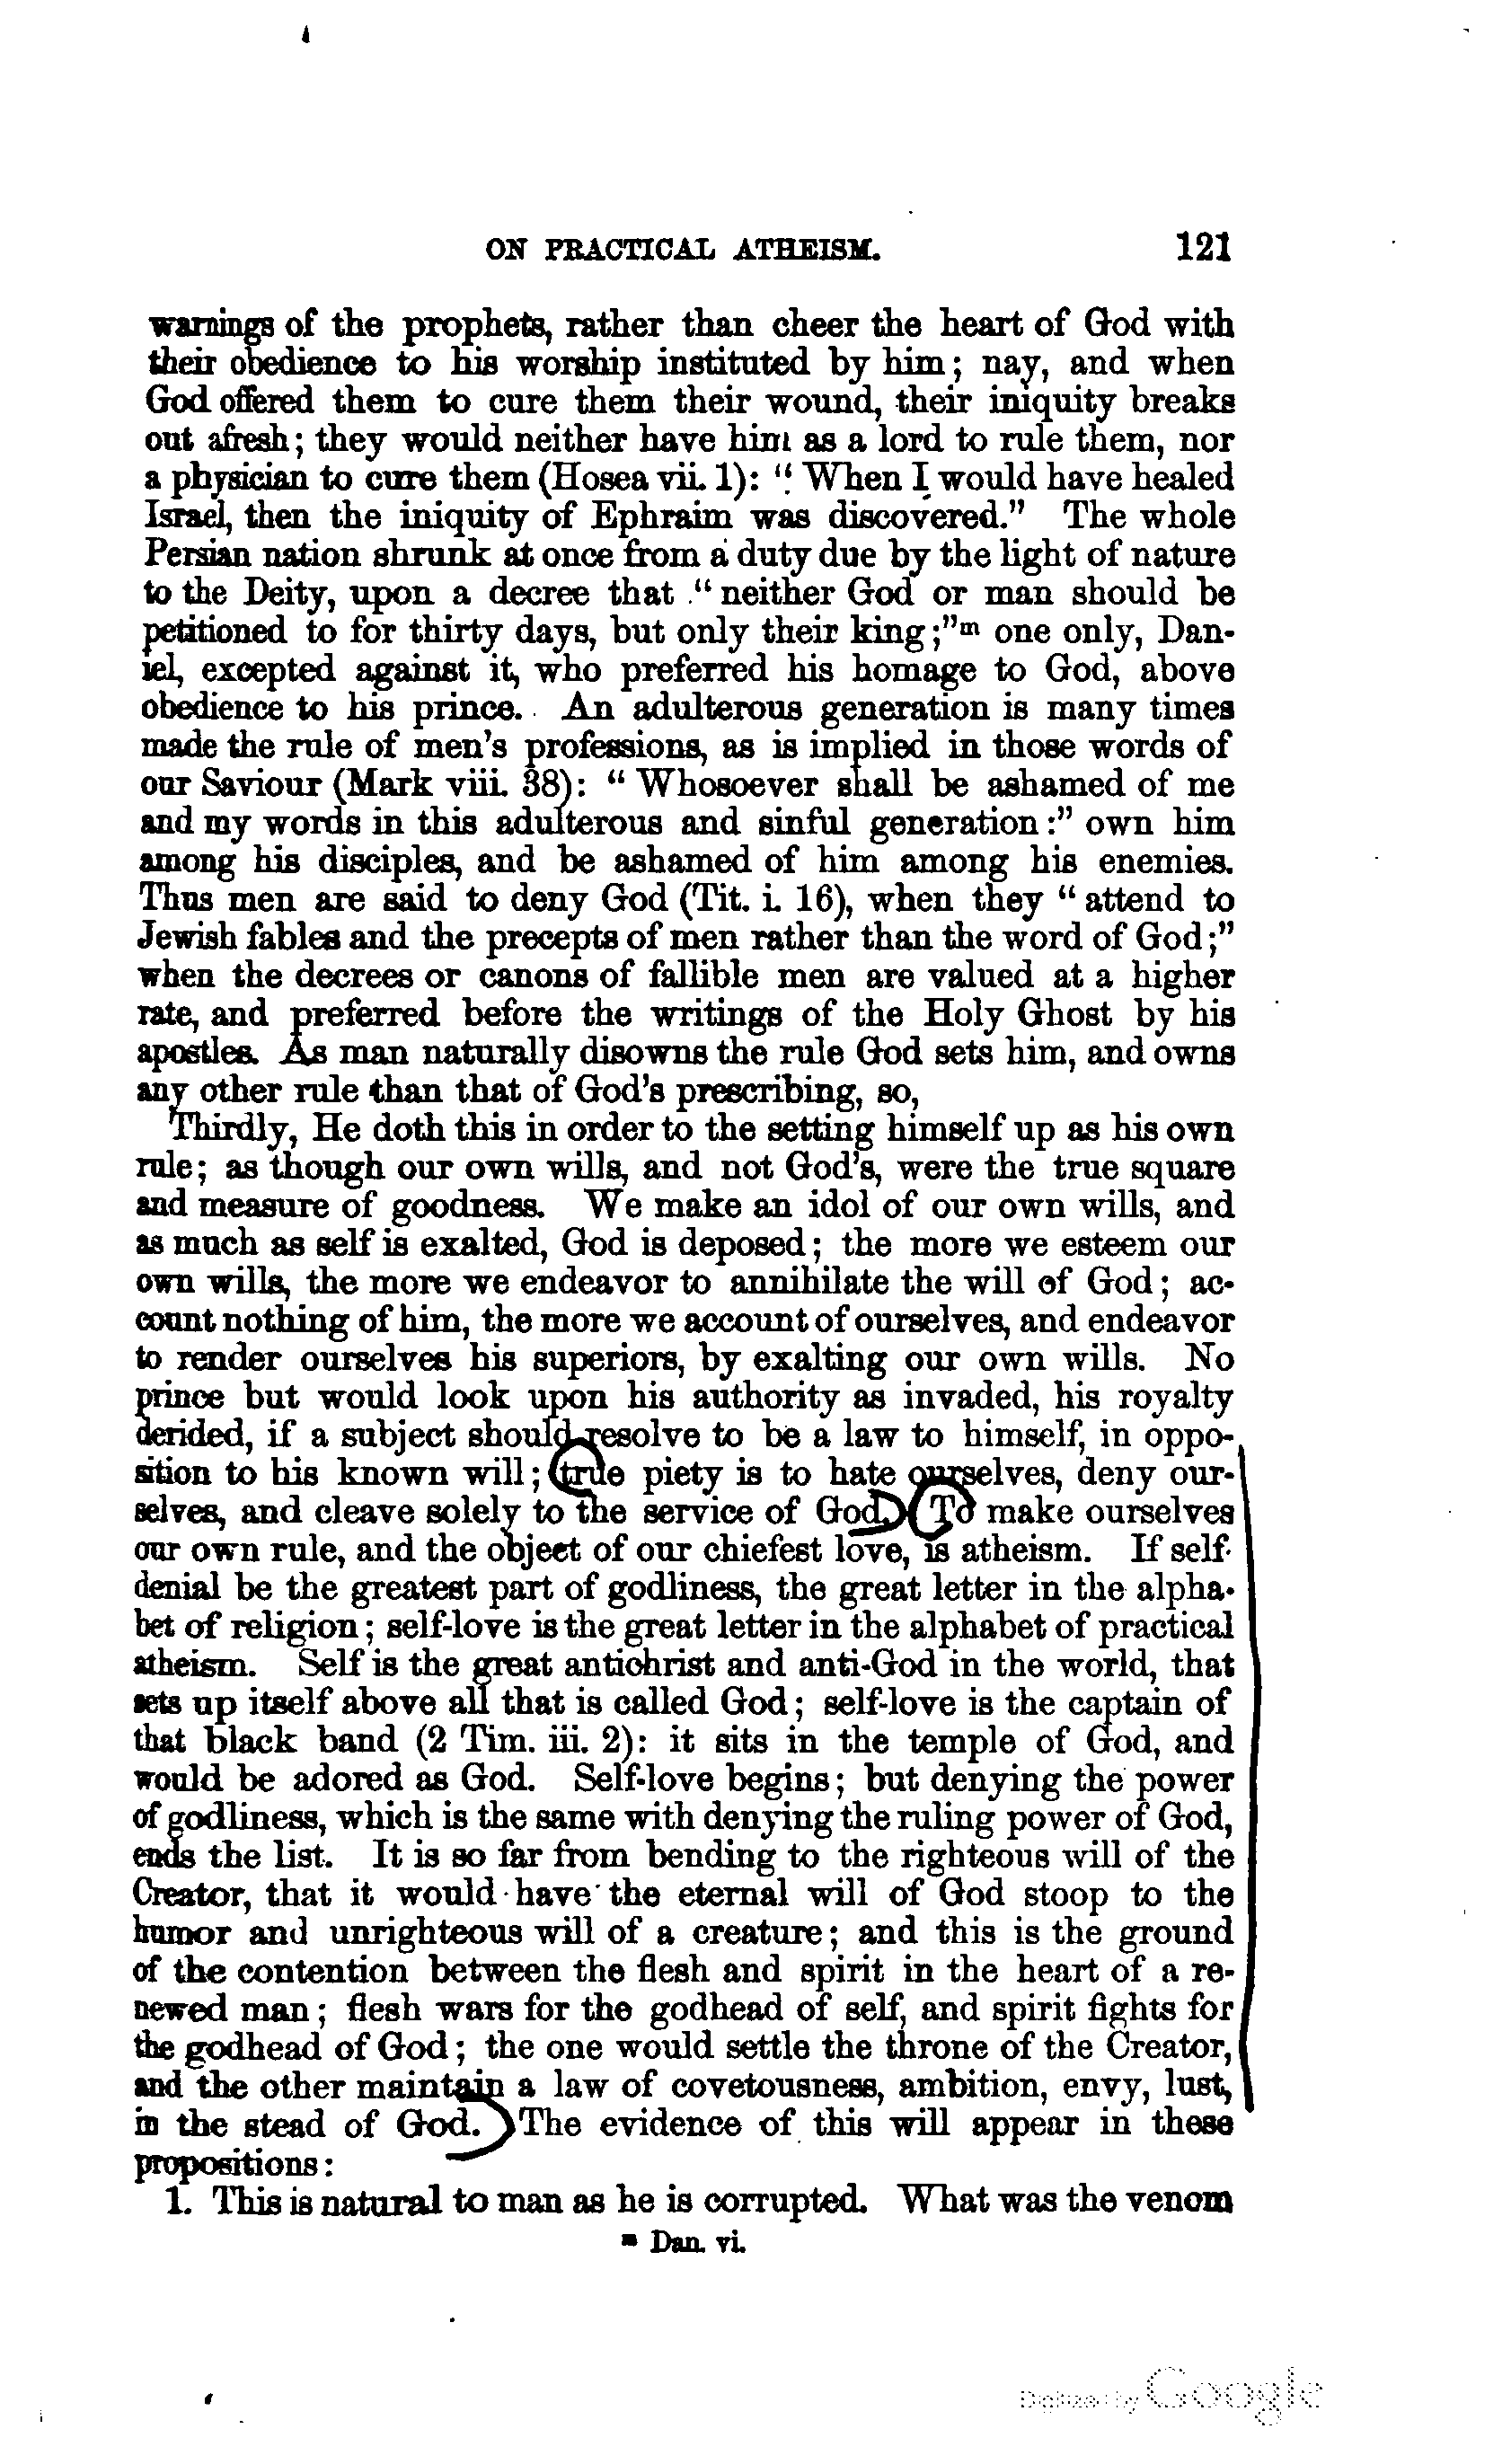 ON PRACTICAL ATHEISM. 121
warnings of the prophets, rather than cheer the heart of God with
their obedience to his worship instituted by him; nay, and when
God offered them to cure them their wound, their iniquity breaks
out afresh; they would neither have him as a lord to rule them, nor
a physician to cure them (Hosea vii. 1): "When I would have healed
Israel, then the iniquity of Ephraim was discovered." The whole
Persian nation shrunk at once from a duty due by the light of nature
to the Deity, upon a decree that "neither God or man should be
petitioned to for thirty days, but only their king;"m one only, Dan-
iel, excepted against it, who preferred his homage to God, above
obedience to his prince. An adulterous generation is many times
made the rule of men's professions, as is implied in those words of
our Saviour (Mark viii. 38): "Whosoever shall be ashamed of me
and my words in this adulterous and sinful generation:" own him
among his disciples, and be ashamed of him among his enemies.
Thus men are said to deny God (Tit. i. 16), when they "attend to
Jewish fables and the precepts of men rather than the word of God;"
when the decrees or canons of fallible men are valued at a higher
rate, and preferred before the writings of the Holy Ghost by his
apostles. As man naturally disowns the rule God sets him, and owns
any other rule than that of God's prescribing, so,
Thirdly, He doth this in order to the setting himself up as his own
rule; as though our own wills, and not God's, were the true square
and measure of goodness. We make an idol of our own wills, and
as much as self is exalted, God is deposed; the more we esteem our
own wills, the more we endeavor to annihilate the will of God; ac-
count nothing of him, the more we account of ourselves, and endeavor
to render ourselves his superiors, by exalting our own wills. No
prince but would look upon his authority as invaded, his royalty
derided, if a subject should resolve to be a law to himself, in oppo-
sition to his known will; true piety is to hate ourselves, deny our-
selves, and cleave solely to the service of God. To make ourselves
our own rule, and the object of our chiefest love, is atheism. If self-
denial be the greatest part of godliness, the great letter in the alpha-
bet of religion; self-love is the great letter in the alphabet of practical
atheism. Self is the great antichrist and anti-God in the world, that
sets up itself above all that is called God; self-love is the captain of
that black band (2 Tim. iii. 2): it sits in the temple of God, and
would be adored as God. Self-love begins; but denying the power
of godliness, which is the same with denying the ruling power of God,
ends the list. It is so far from bending to the righteous will of the
Creator, that it would have the eternal will of God stoop to the
humor and unrighteous will of a creature; and this is the ground
of the contention between the flesh and spirit in the heart of a re-
newed man; flesh wars for the godhead of self, and spirit fights for
the godhead of God; the one would settle the throne of the Creator,
and the other maintain a law of covetousness, ambition, envy, lust,
in the stead of God. The evidence of this will appear in these
propositions:
1. This is natural to man as he is corrupted. What was the venom
m Dan. vi.
Digitized by Google